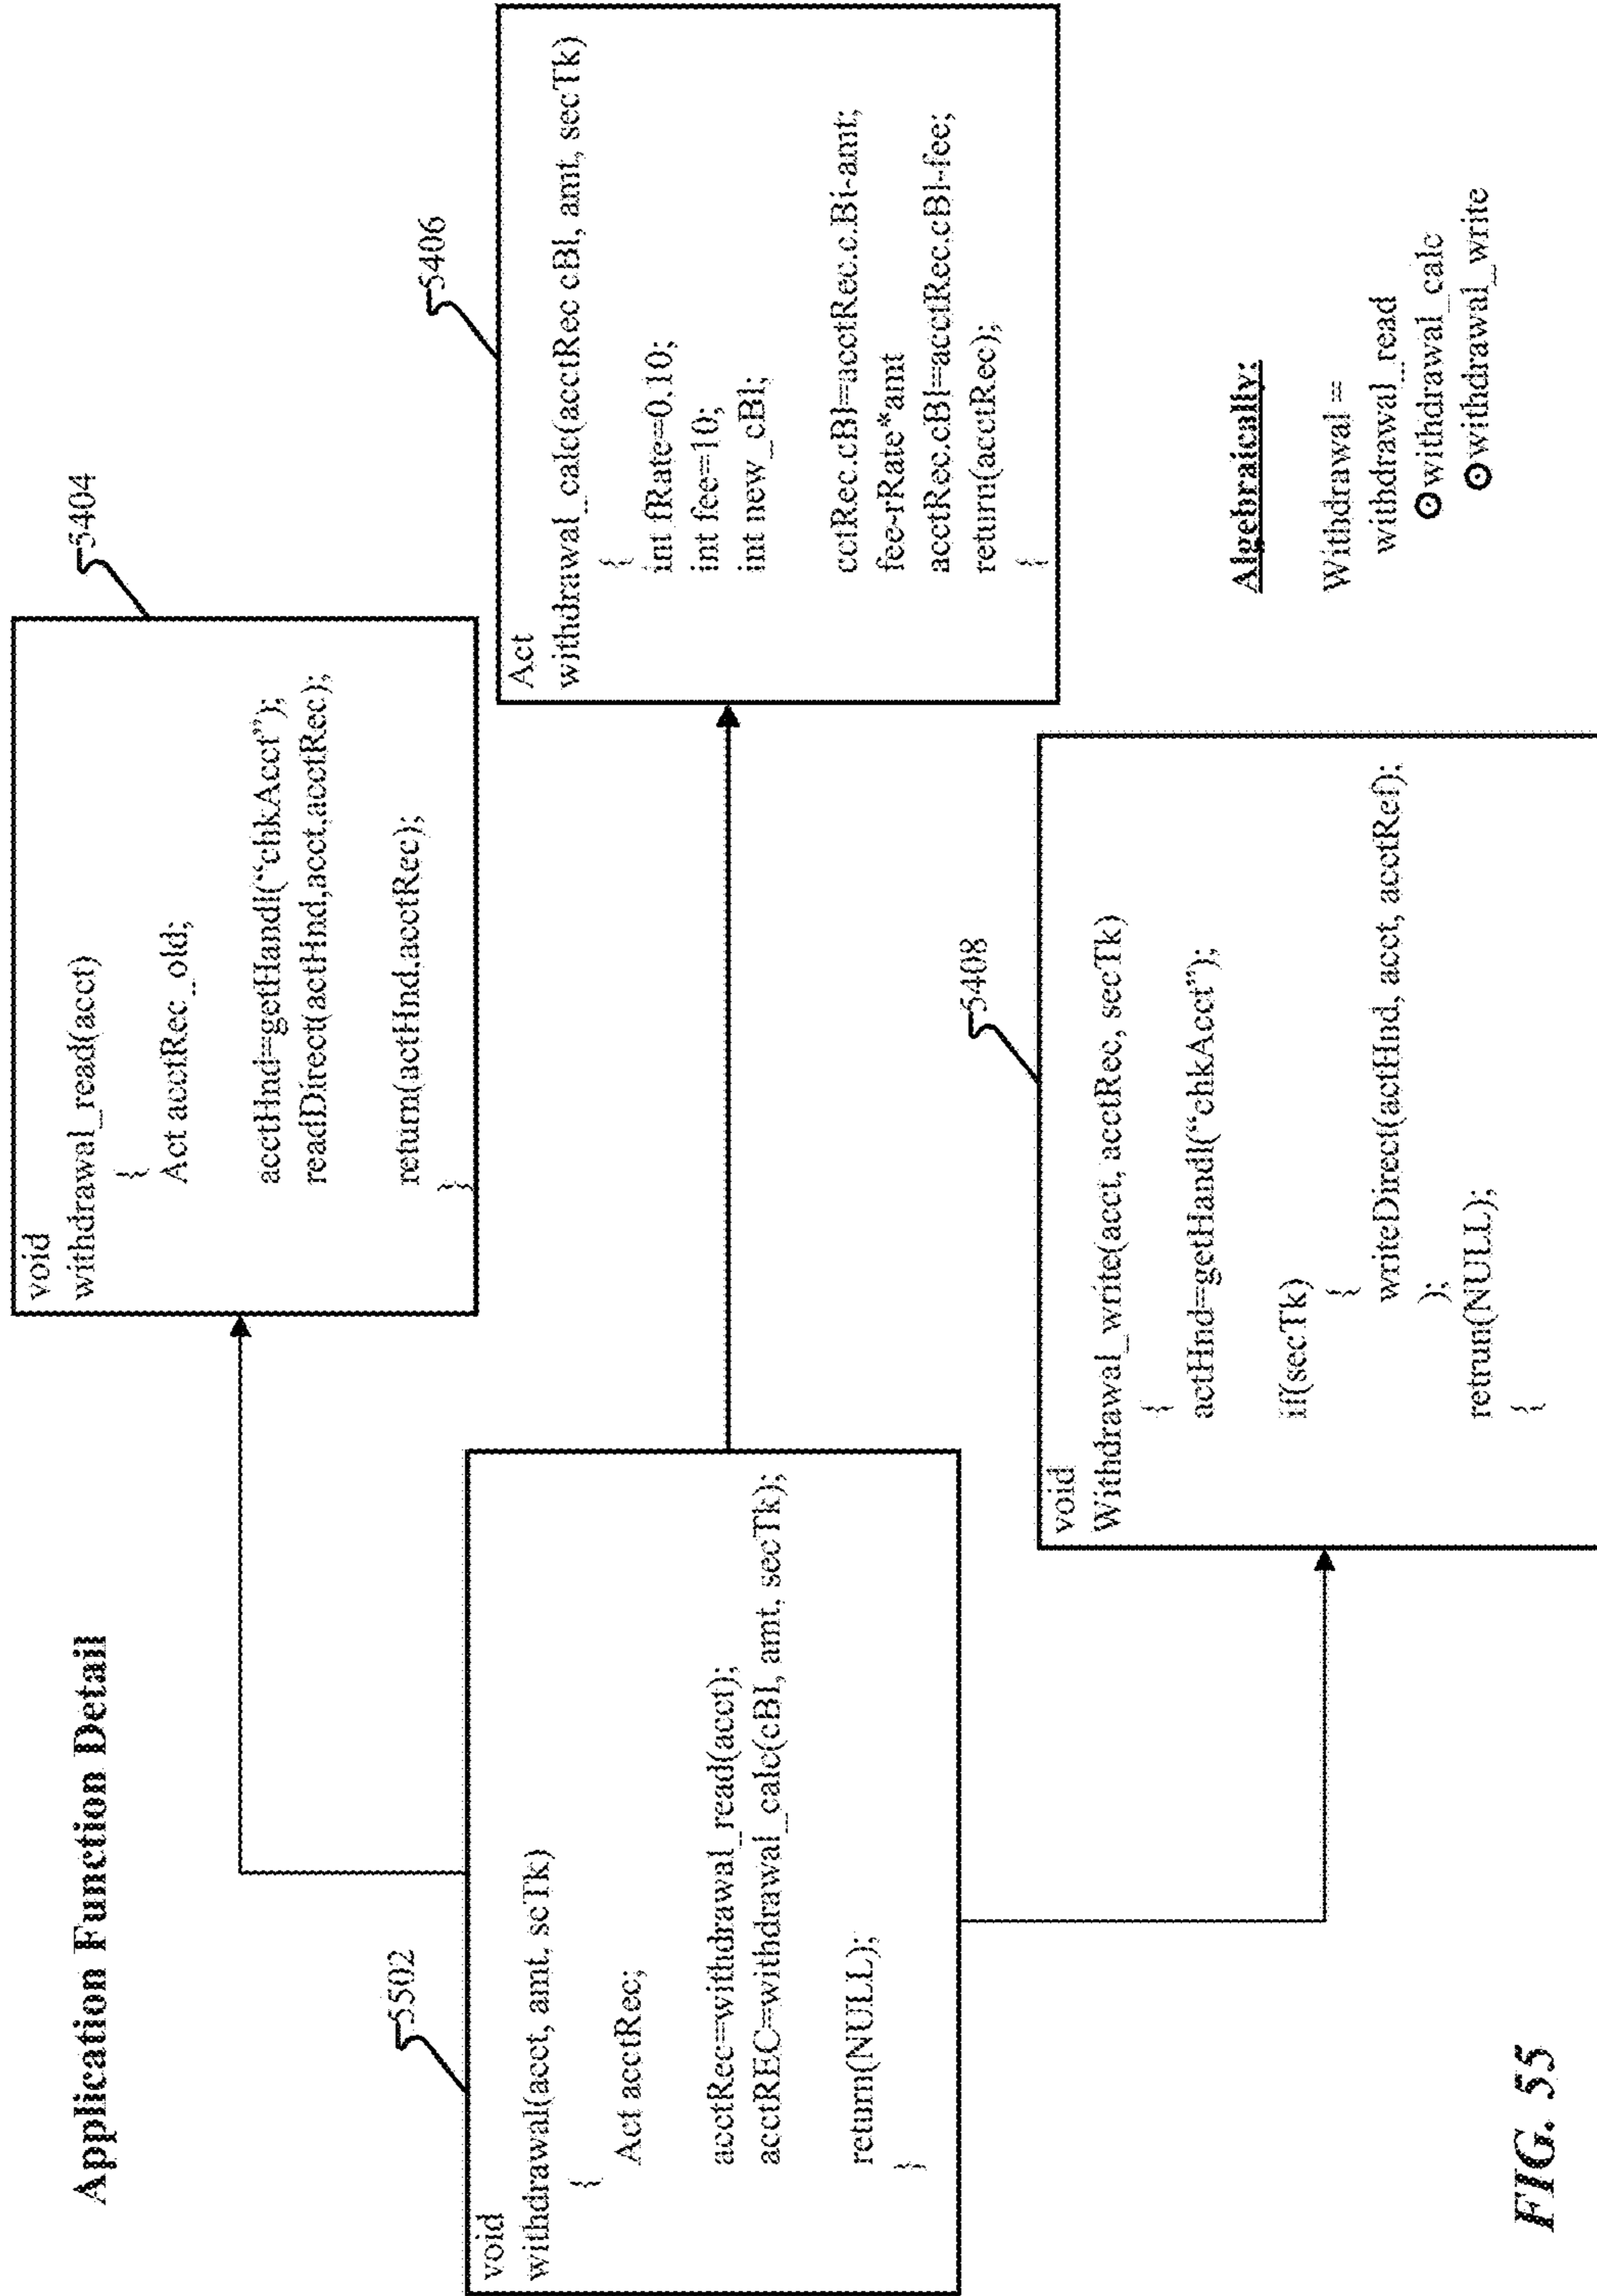 Application Function Detail
5502
void
withdrawal(acct, amt, scTk)
{
Act acctRec;
acctRec=withdrawal_read(acct);
acctREC=withdrawal_calc(cBl, amt, secTk);
return(NULL);
}
5404
void
withdrawal_read(acct)
{
Act acctRec_old;
acctHnd=getHandl("chkAcct");
readDirect(actHnd,acct,acctRec);
return(actHnd,acctRec);
}
5406
Act
withdrawal_calc(acctRec cBl, amt, secTk)
{
int fRate=0.10;
int fee=10;
int new_cBl;
cctRec.cBl=acctRec.c.Bi-amt;
fee-rRate*amt
acctRec.cBl=acctRec.cBl-fee;
return(acctRec);
{
5408
void
Withdrawal_write(acct, acctRec, secTk)
{
actHnd=getHandl("chkAcct");
if(secTk)
{
writeDirect(actHnd, acct, acctRef);
);
retrun(NULL);
{
Algebraically:
Withdrawal =
withdrawal_read
⊙withdrawal_calc
⊙withdrawal_write
FIG. 55